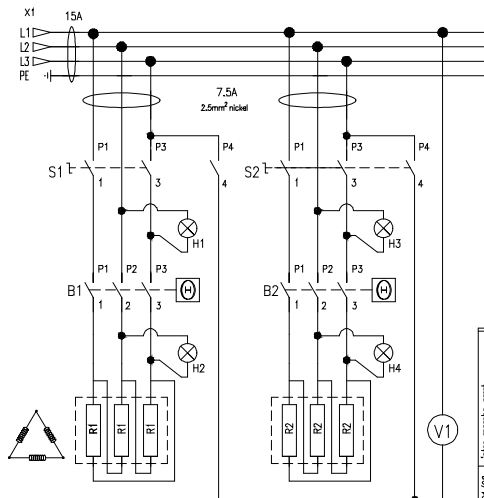 X1
15A
L1
L2
L3
PE
7.5A
2.5mm² nickel
P1 P3 P4
S1
1 3 4
P1 P3 P4
S2
1 3 4
H1
H3
P1 P2 P3
B1
1 2 3
P1 P2 P3
B2
1 2 3
H2
H4
R1 R1 R1
R2 R2 R2
V1